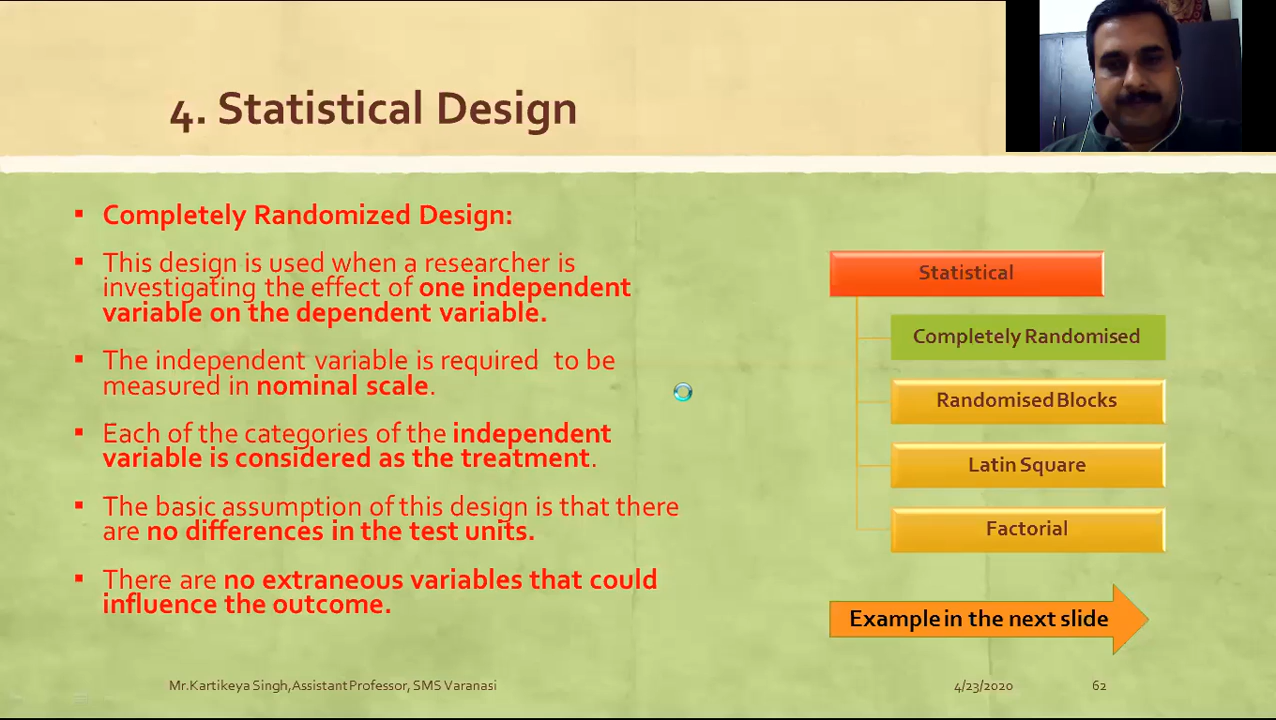 4. Statistical Design
Completely Randomized Design:
This design is used when a researcher is
investigating the effect of one independent
variable on the dependent variable.
The independent variable is required to be
measured in nominal scale.
Each of the categories of the independent
variable is considered as the treatment.
The basic assumption of this design is that there
are no differences in the test units.
There are no extraneous variables that could
influence the outcome.
Statistical
Completely Randomised
Randomised Blocks
Latin Square
Factorial
Example in the next slide
Mr.Kartikeya Singh,Assistant Professor, SMS Varanasi
4/23/2020
62